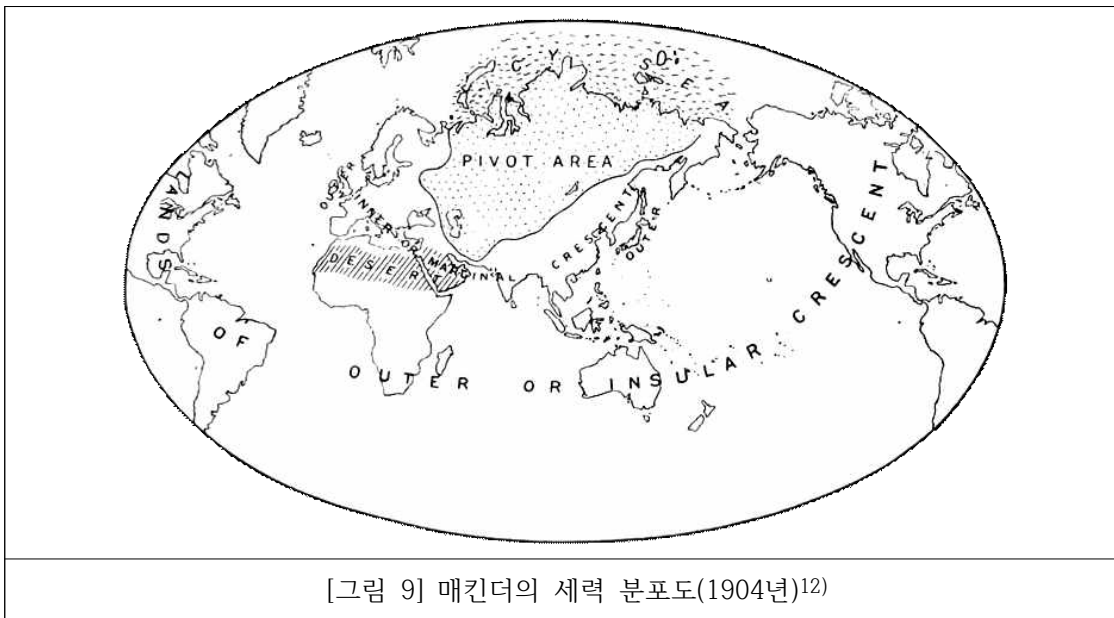 ICY SEA
PIVOT AREA
OUTER
INNER OR MARGINAL CRESCENT
OUTER
DESERT
LANDS OF OUTER OR INSULAR CRESCENT
[그림 9] 매킨더의 세력 분포도(1904년)12)